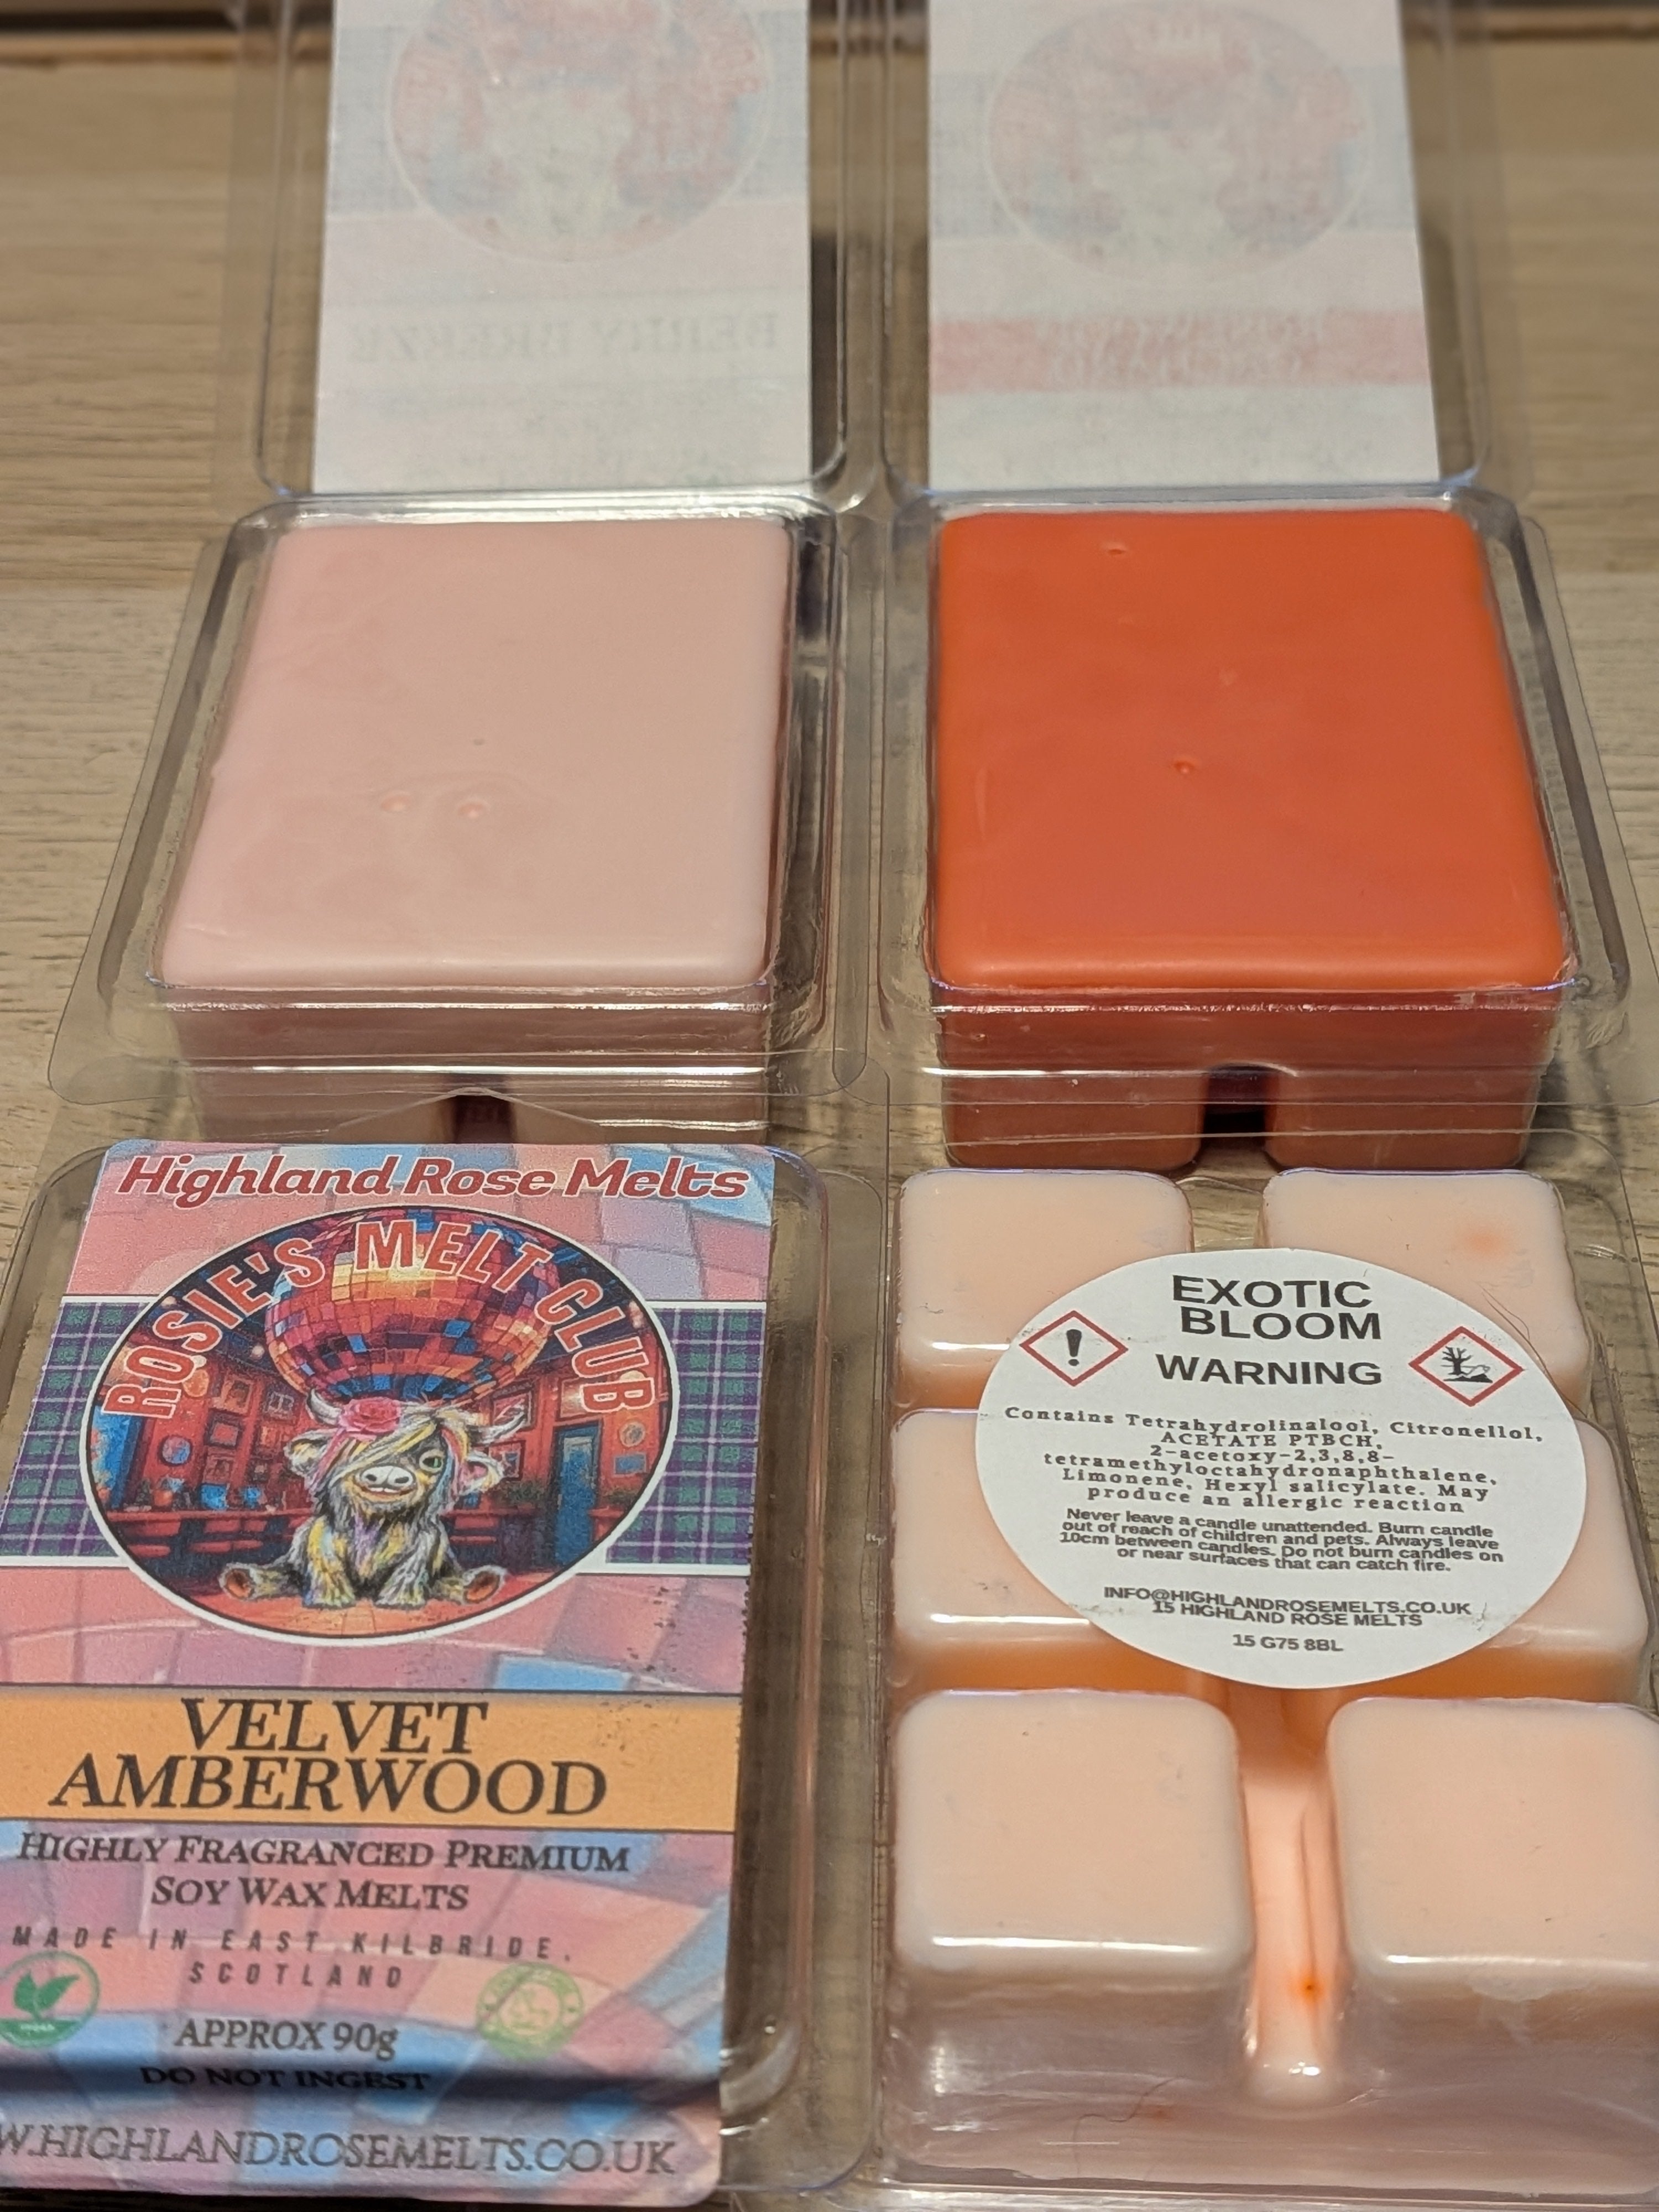 BERRY BREEZE
Highland Rose Melts
ROSIE'S MELT CLUB
VELVET
AMBERWOOD
HIGHLY FRAGRANCED PREMIUM
SOY WAX MELTS
MADE IN EAST KILBRIDE,
SCOTLAND
APPROX 90g
DO NOT INGEST
W.HIGHLANDROSEMELTS.CO.UK
EXOTIC
BLOOM
WARNING
Contains Tetrahydrolinalool, Citronellol,
ACETATE PTBCH,
2-acetoxy-2,3,8,8-
tetramethyloctahydronaphthalene,
Limonene, Hexyl salicylate. May
produce an allergic reaction
Never leave a candle unattended. Burn candle
out of reach of children and pets. Always leave
10cm between candles. Do not burn candles on
or near surfaces that can catch fire.
INFO@HIGHLANDROSEMELTS.CO.UK
15 HIGHLAND ROSE MELTS
15 G75 8BL